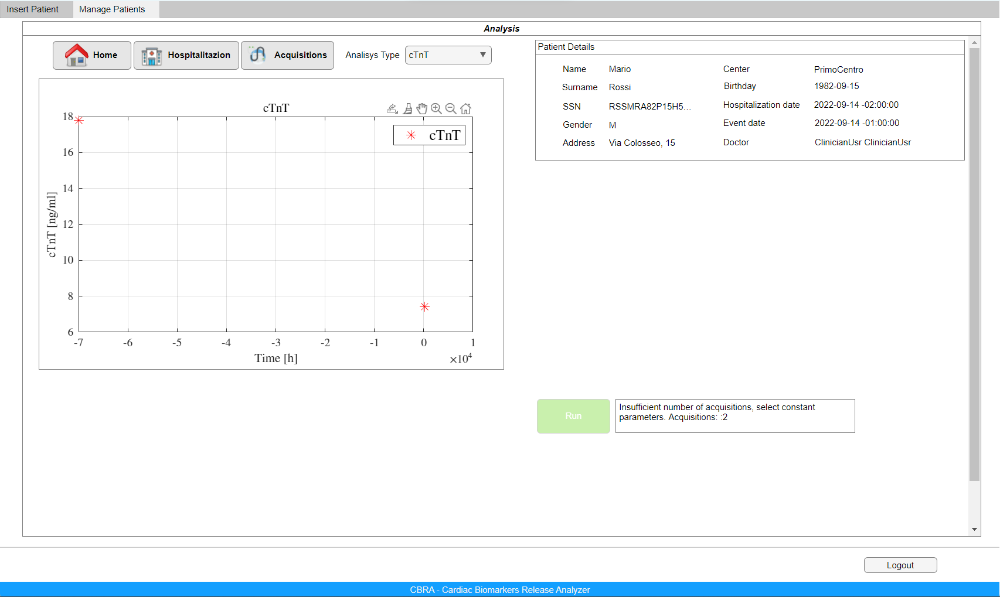 Insert Patient
Manage Patients
Analysis
Home
Hospitalitazion
Acquisitions
Analisys Type
cTnT
Patient Details
Name Mario Center PrimoCentro
Surname Rossi Birthday 1982-09-15
SSN RSSMRA82P15H5... Hospitalization date 2022-09-14 -02:00:00
Gender M Event date 2022-09-14 -01:00:00
Address Via Colosseo, 15 Doctor ClinicianUsr ClinicianUsr
cTnT
cTnT
18
16
14
12
10
8
6
cTnT [ng/ml]
-7 -6 -5 -4 -3 -2 -1 0 1
Time [h]
×10⁴
Run
Insufficient number of acquisitions, select constant
parameters. Acquisitions: :2
Logout
CBRA - Cardiac Biomarkers Release Analyzer